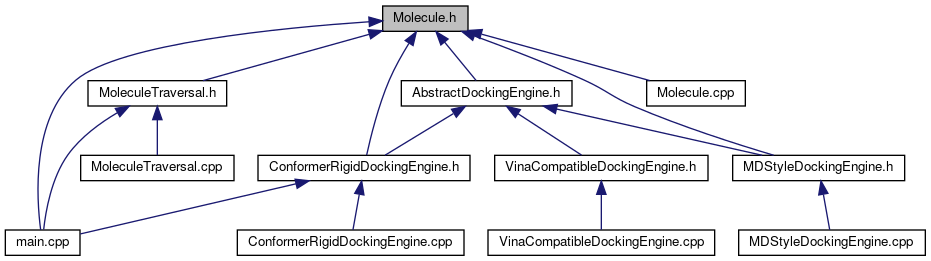 Molecule.h
MoleculeTraversal.h
AbstractDockingEngine.h
Molecule.cpp
MoleculeTraversal.cpp
ConformerRigidDockingEngine.h
VinaCompatibleDockingEngine.h
MDStyleDockingEngine.h
main.cpp
ConformerRigidDockingEngine.cpp
VinaCompatibleDockingEngine.cpp
MDStyleDockingEngine.cpp